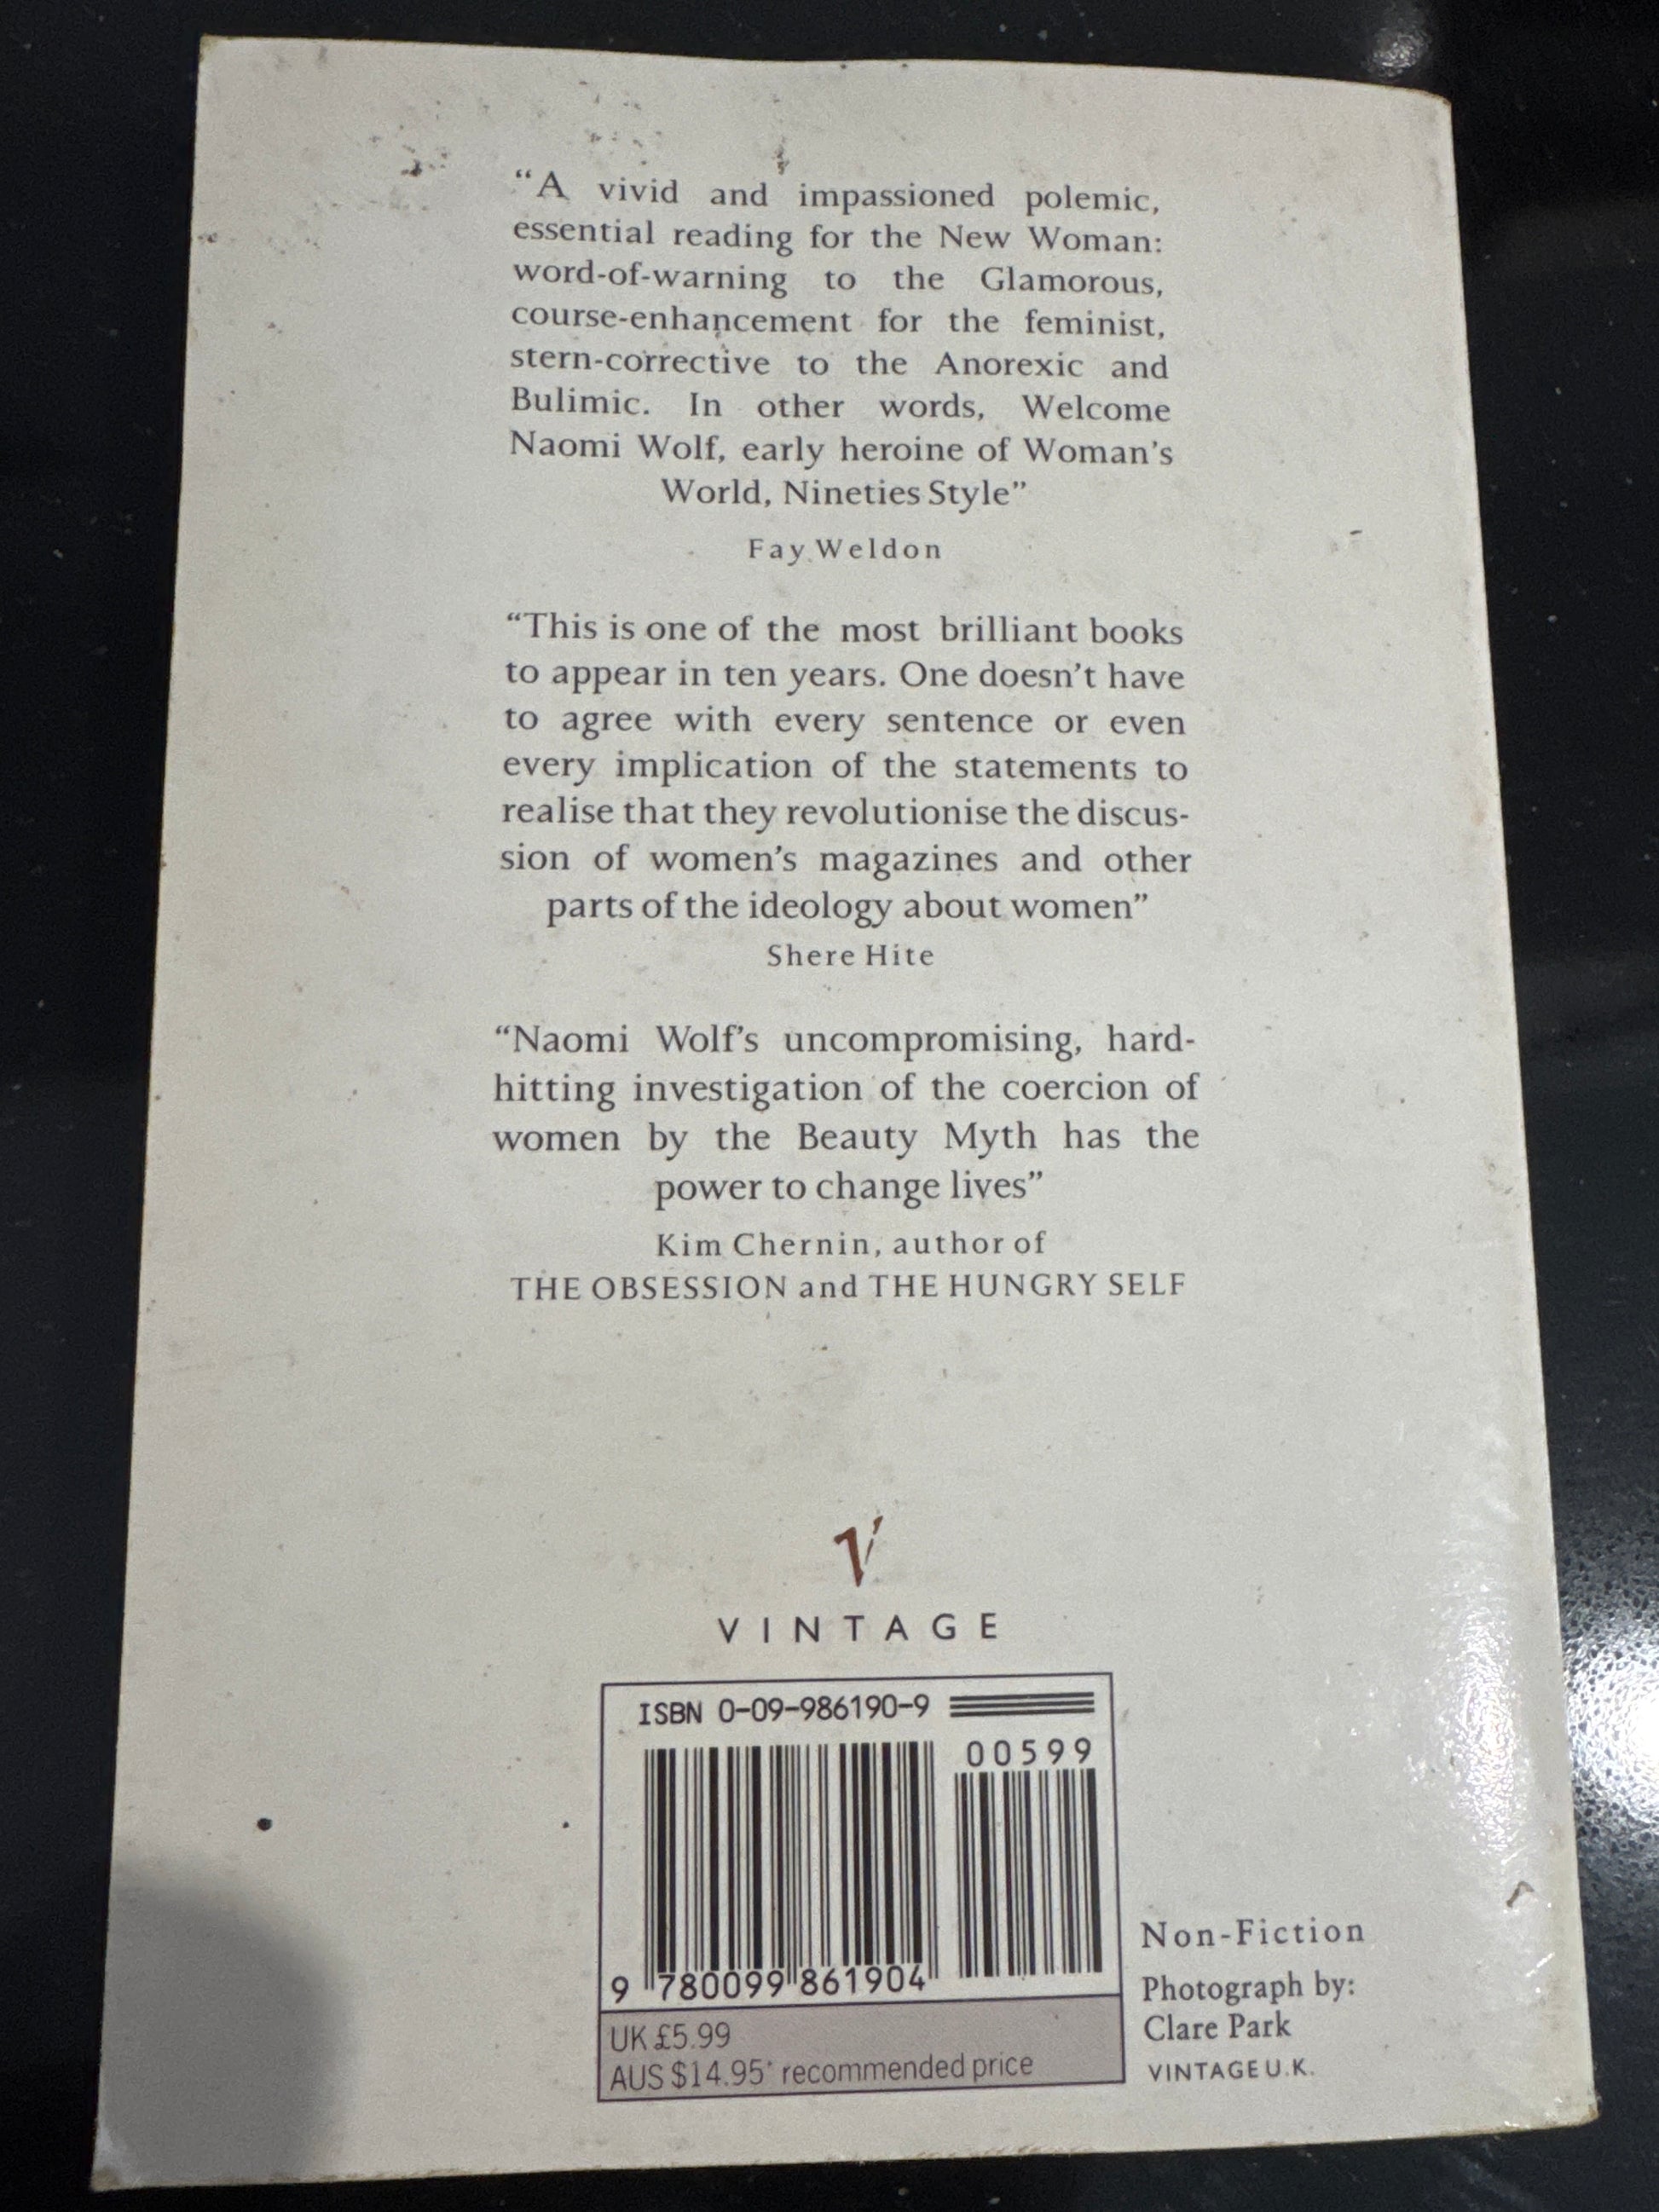 “A vivid and impassioned polemic,
essential reading for the New Woman:
word-of-warning to the Glamorous,
course-enhancement for the feminist,
stern-corrective to the Anorexic and
Bulimic. In other words, Welcome
Naomi Wolf, early heroine of Woman’s
World, Nineties Style”
Fay Weldon
“This is one of the most brilliant books
to appear in ten years. One doesn’t have
to agree with every sentence or even
every implication of the statements to
realise that they revolutionise the discus-
sion of women’s magazines and other
parts of the ideology about women”
Shere Hite
“Naomi Wolf’s uncompromising, hard-
hitting investigation of the coercion of
women by the Beauty Myth has the
power to change lives”
Kim Chernin, author of
THE OBSESSION and THE HUNGRY SELF
V
VINTAGE
ISBN 0-09-986190-9
00599
9 780099 861904
UK £5.99
AUS $14.95* recommended price
Non-Fiction
Photograph by:
Clare Park
VINTAGE U.K.